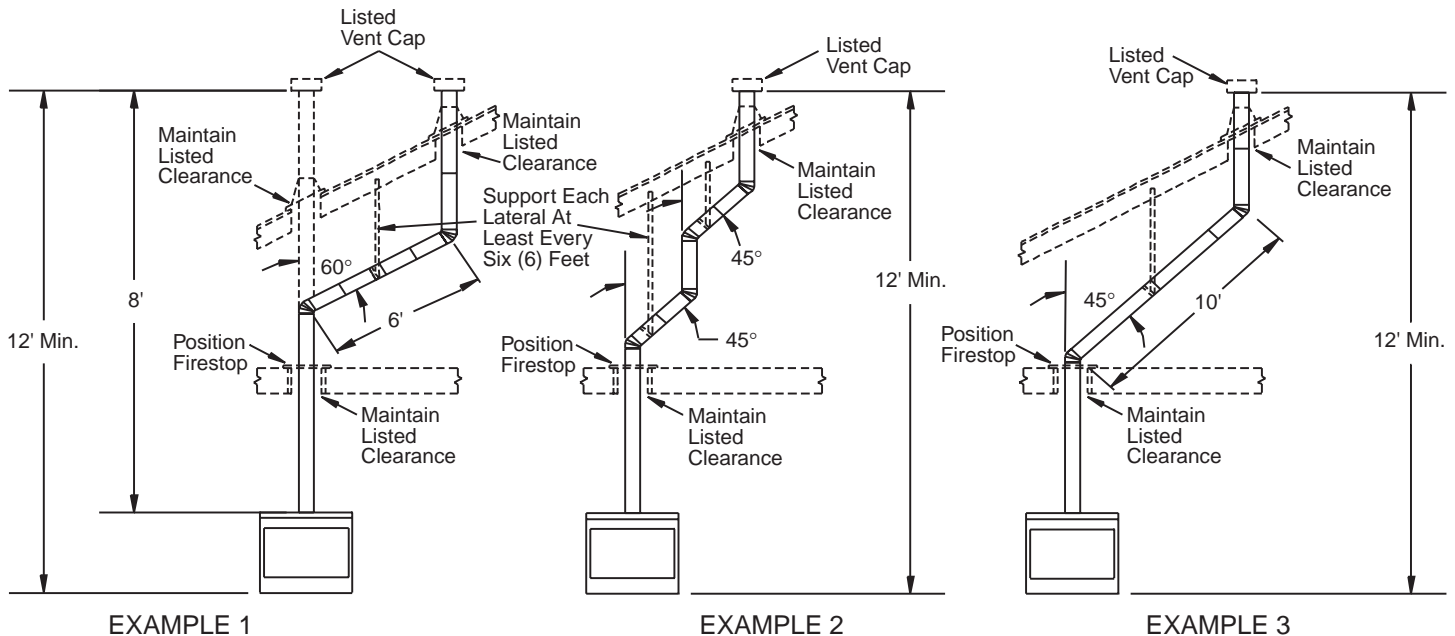 Listed
Vent Cap
Maintain
Listed
Clearance
Maintain
Listed
Clearance
Support Each
Lateral At
Least Every
Six (6) Feet
60°
6'
8'
12' Min.
Position
Firestop
Maintain
Listed
Clearance
EXAMPLE 1
Listed
Vent Cap
Maintain
Listed
Clearance
45°
45°
12' Min.
Position
Firestop
Maintain
Listed
Clearance
EXAMPLE 2
Listed
Vent Cap
Maintain
Listed
Clearance
45°
10'
12' Min.
Position
Firestop
Maintain
Listed
Clearance
EXAMPLE 3